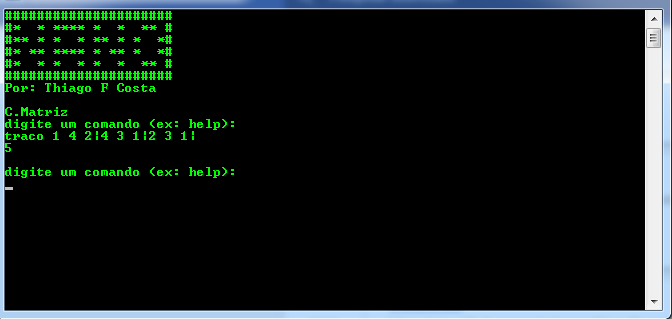 #####################
#*  * **** *  *  ** #
#** * *  * ** * *  *#
#* ** **** * ** *  *#
#*  * *  * *  *  ** #
#####################
Por: Thiago F Costa
C.Matriz
digite um comando (ex: help):
traco 1 4 2|4 3 1|2 3 1|
5
digite um comando (ex: help):